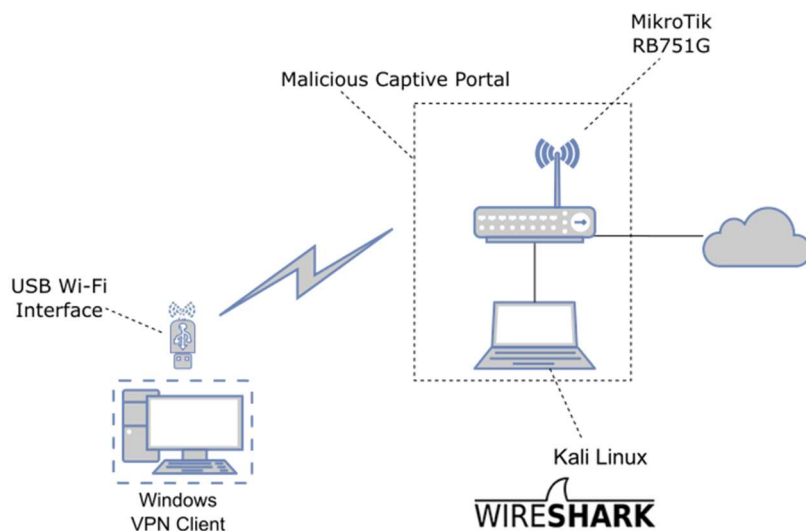 MikroTik
RB751G
Malicious Captive Portal
USB Wi-Fi
Interface
Kali Linux
Windows
VPN Client
WIRESHARK